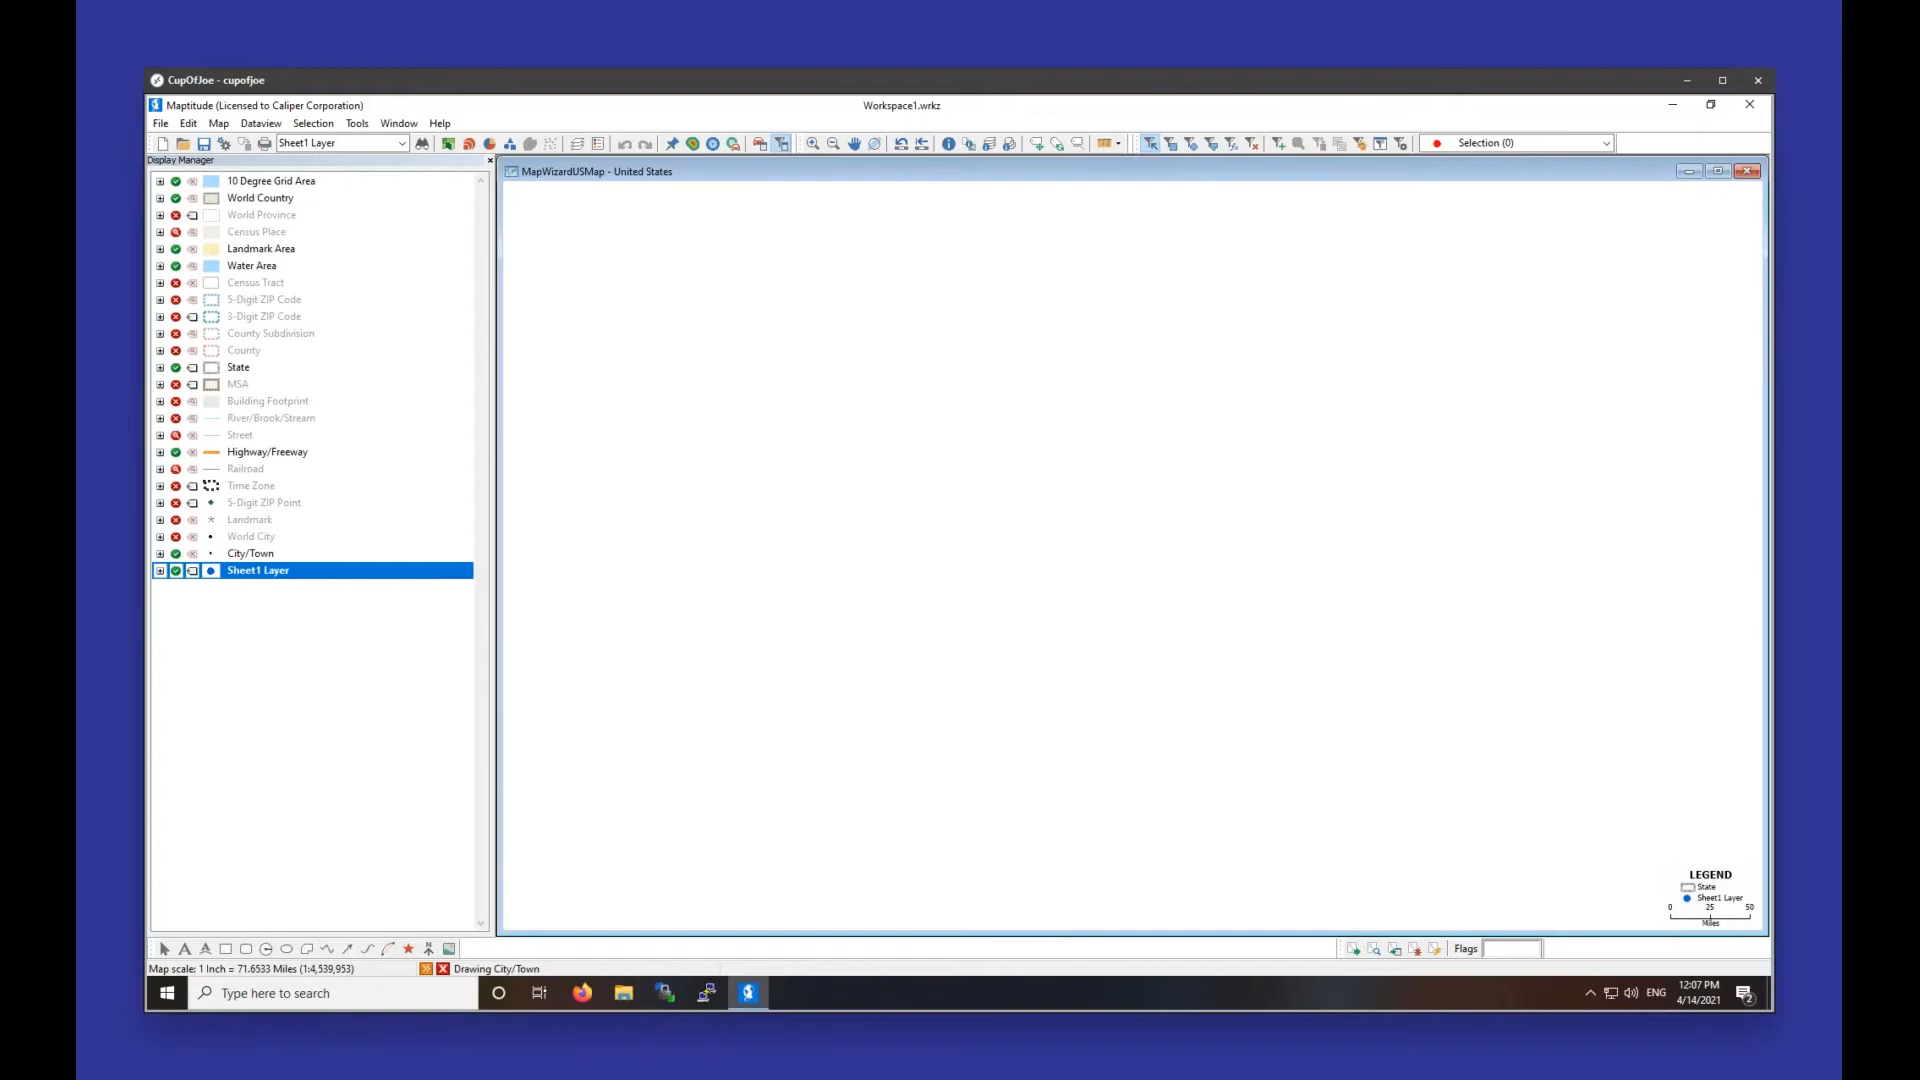 CupOfJoe - cupofjoe
Maptitude (Licensed to Caliper Corporation)
Workspace1.wrkz
File Edit Map Dataview Selection Tools Window Help
Sheet1 Layer
Selection (0)
Display Manager
MapWizardUSMap - United States
10 Degree Grid Area
World Country
World Province
Census Place
Landmark Area
Water Area
Census Tract
5-Digit ZIP Code
3-Digit ZIP Code
County Subdivision
County
State
MSA
Building Footprint
River/Brook/Stream
Street
Highway/Freeway
Railroad
Time Zone
5-Digit ZIP Point
Landmark
World City
City/Town
Sheet1 Layer
LEGEND
State
Sheet1 Layer
0 25 50
Miles
Flags
Map scale: 1 Inch = 71.6533 Miles (1:4,539,953)
Drawing City/Town
Type here to search
ENG
12:07 PM
4/14/2021
2